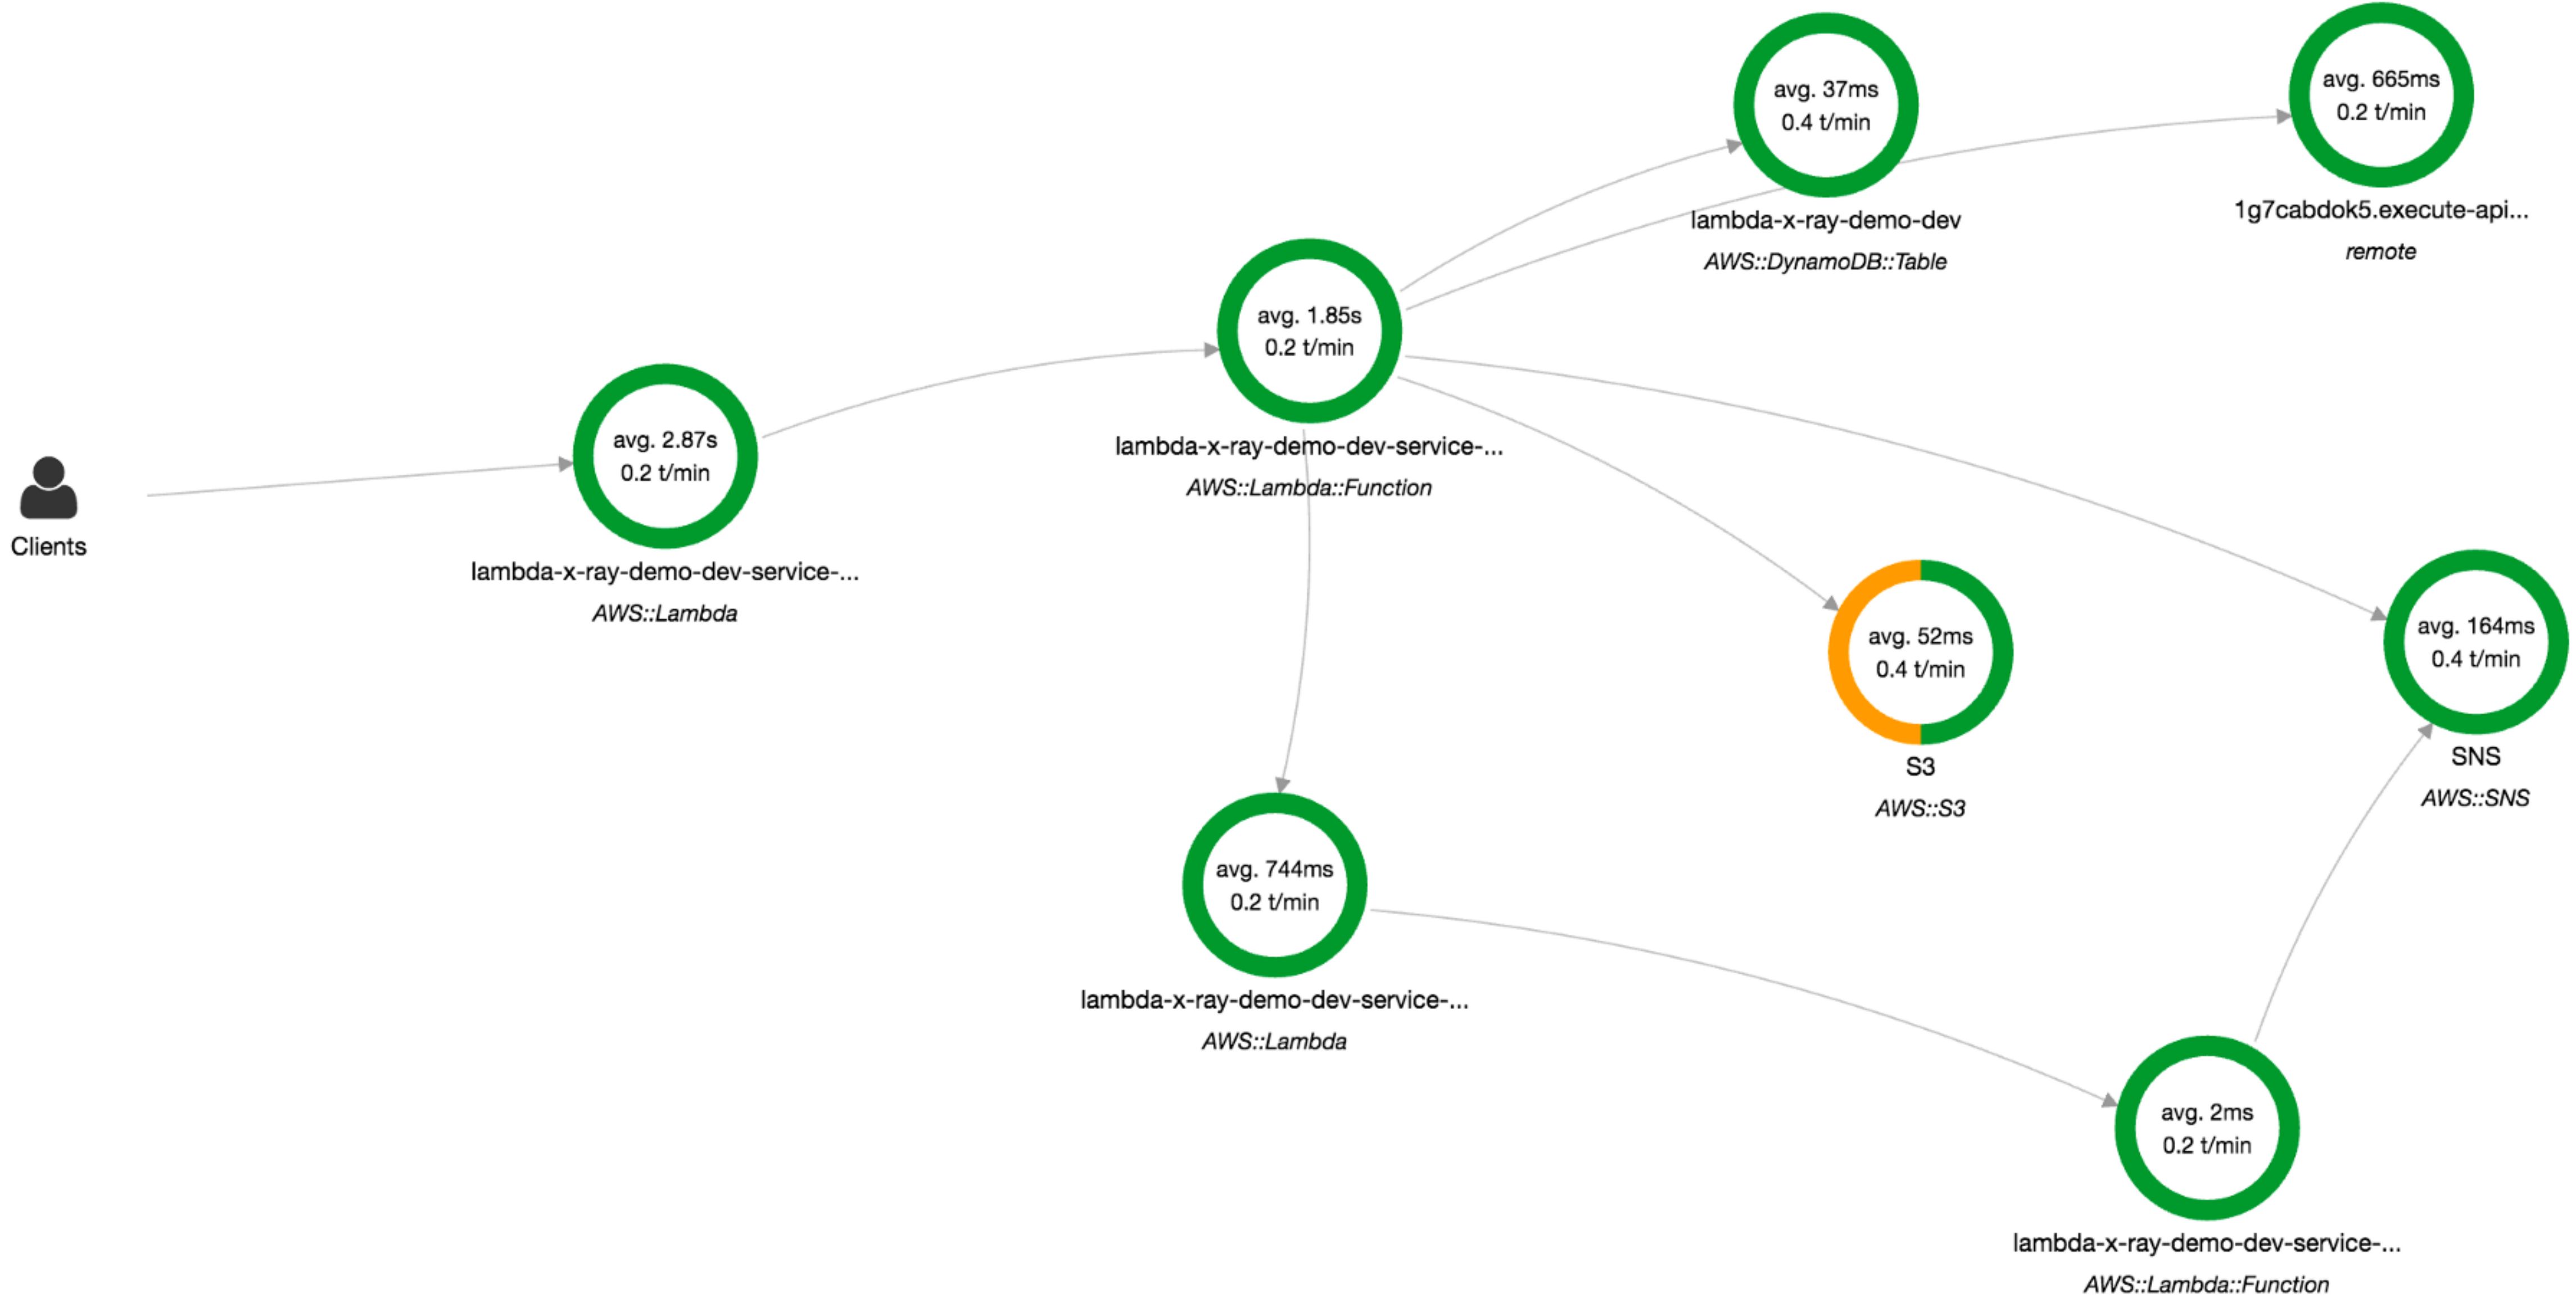 Clients
avg. 2.87s
0.2 t/min
lambda-x-ray-demo-dev-service-...
AWS::Lambda
avg. 1.85s
0.2 t/min
lambda-x-ray-demo-dev-service-...
AWS::Lambda::Function
avg. 37ms
0.4 t/min
lambda-x-ray-demo-dev
AWS::DynamoDB::Table
avg. 665ms
0.2 t/min
1g7cabdok5.execute-api...
remote
avg. 52ms
0.4 t/min
S3
AWS::S3
avg. 164ms
0.4 t/min
SNS
AWS::SNS
avg. 744ms
0.2 t/min
lambda-x-ray-demo-dev-service-...
AWS::Lambda
avg. 2ms
0.2 t/min
lambda-x-ray-demo-dev-service-...
AWS::Lambda::Function